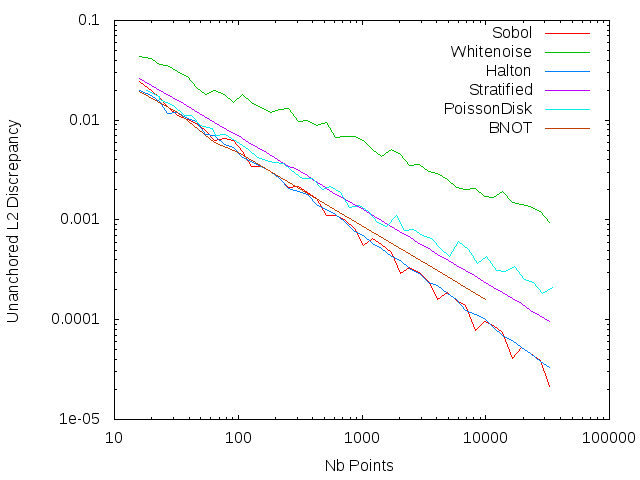 Unanchored L2 Discrepancy
0.1
0.01
0.001
0.0001
1e-05
10
100
1000
10000
100000
Nb Points
Sobol
Whitenoise
Halton
Stratified
PoissonDisk
BNOT